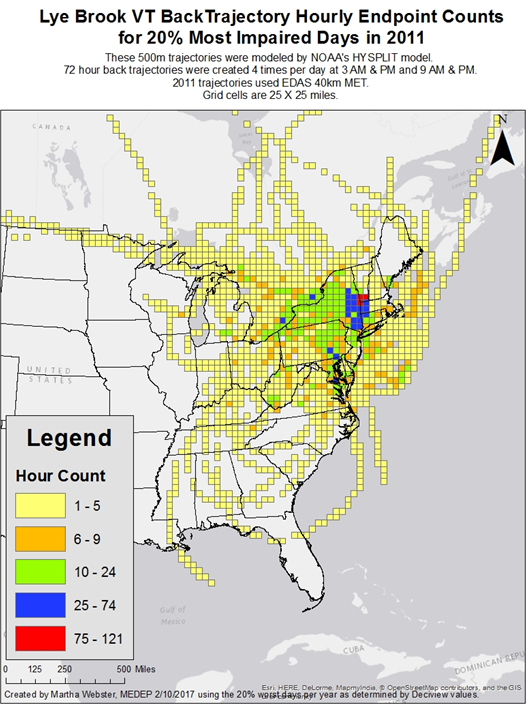 Lye Brook VT BackTrajectory Hourly Endpoint Counts
for 20% Most Impaired Days in 2011
These 500m trajectories were modeled by NOAA's HYSPLIT model.
72 hour back trajectories were created 4 times per day at 3 AM & PM and 9 AM & PM.
2011 trajectories used EDAS 40km MET.
Grid cells are 25 X 25 miles.
N
CANADA
UNITED
STATES
Legend
Hour Count
1 - 5
6 - 9
10 - 24
25 - 74
75 - 121
Gulf of
Mexico
CUBA
DOMINICAN REPU
0 125 250 500 Miles
Esri, HERE, DeLorme, MapmyIndia, © OpenStreetMap contributors, and the GIS
Created by Martha Webster, MEDEP 2/10/2017 using the 20% worst days per year as determined by Deciview values.